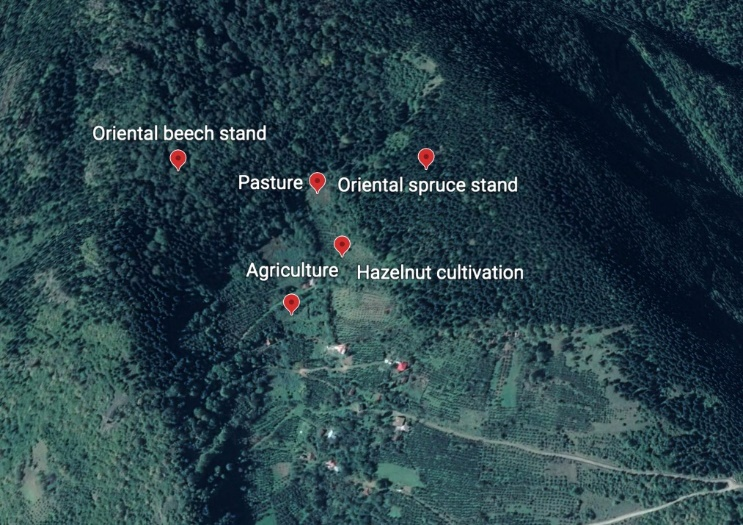 Oriental beech stand
Pasture
Oriental spruce stand
Agriculture
Hazelnut cultivation